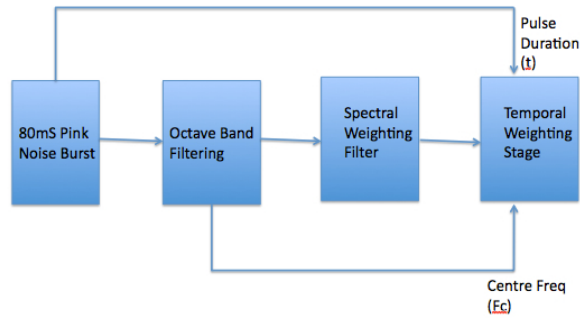 Pulse
Duration
(t)
80mS Pink
Noise Burst
Octave Band
Filtering
Spectral
Weighting
Filter
Temporal
Weighting
Stage
Centre Freq
(Fc)